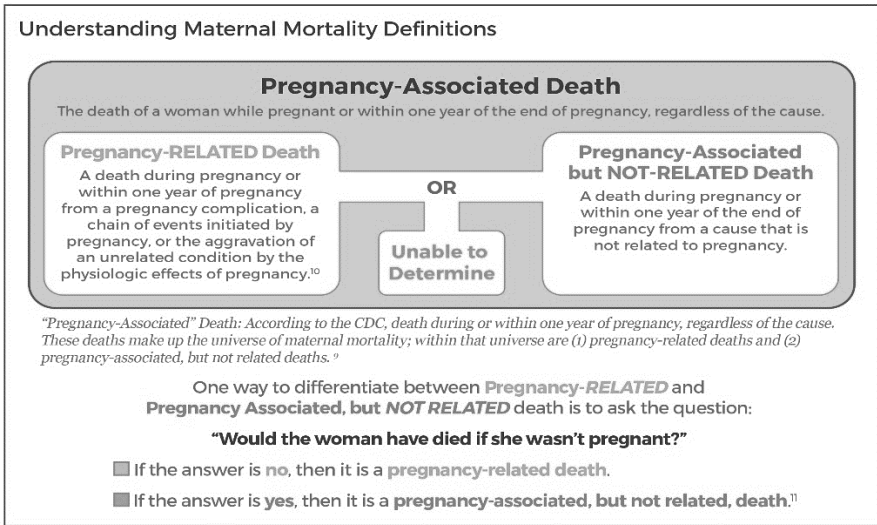 Understanding Maternal Mortality Definitions
Pregnancy-Associated Death
The death of a woman while pregnant or within one year of the end of pregnancy, regardless of the cause.
Pregnancy-RELATED Death
A death during pregnancy or
within one year of pregnancy
from a pregnancy complication, a
chain of events initiated by
pregnancy, or the aggravation of
an unrelated condition by the
physiologic effects of pregnancy.¹⁰
OR
Unable to
Determine
Pregnancy-Associated
but NOT-RELATED Death
A death during pregnancy or
within one year of the end of
pregnancy from a cause that is
not related to pregnancy.
"Pregnancy-Associated" Death: According to the CDC, death during or within one year of pregnancy, regardless of the cause.
These deaths make up the universe of maternal mortality; within that universe are (1) pregnancy-related deaths and (2)
pregnancy-associated, but not related deaths. ⁹
One way to differentiate between Pregnancy-RELATED and
Pregnancy Associated, but NOT RELATED death is to ask the question:
"Would the woman have died if she wasn't pregnant?"
If the answer is no, then it is a pregnancy-related death.
If the answer is yes, then it is a pregnancy-associated, but not related, death.¹¹